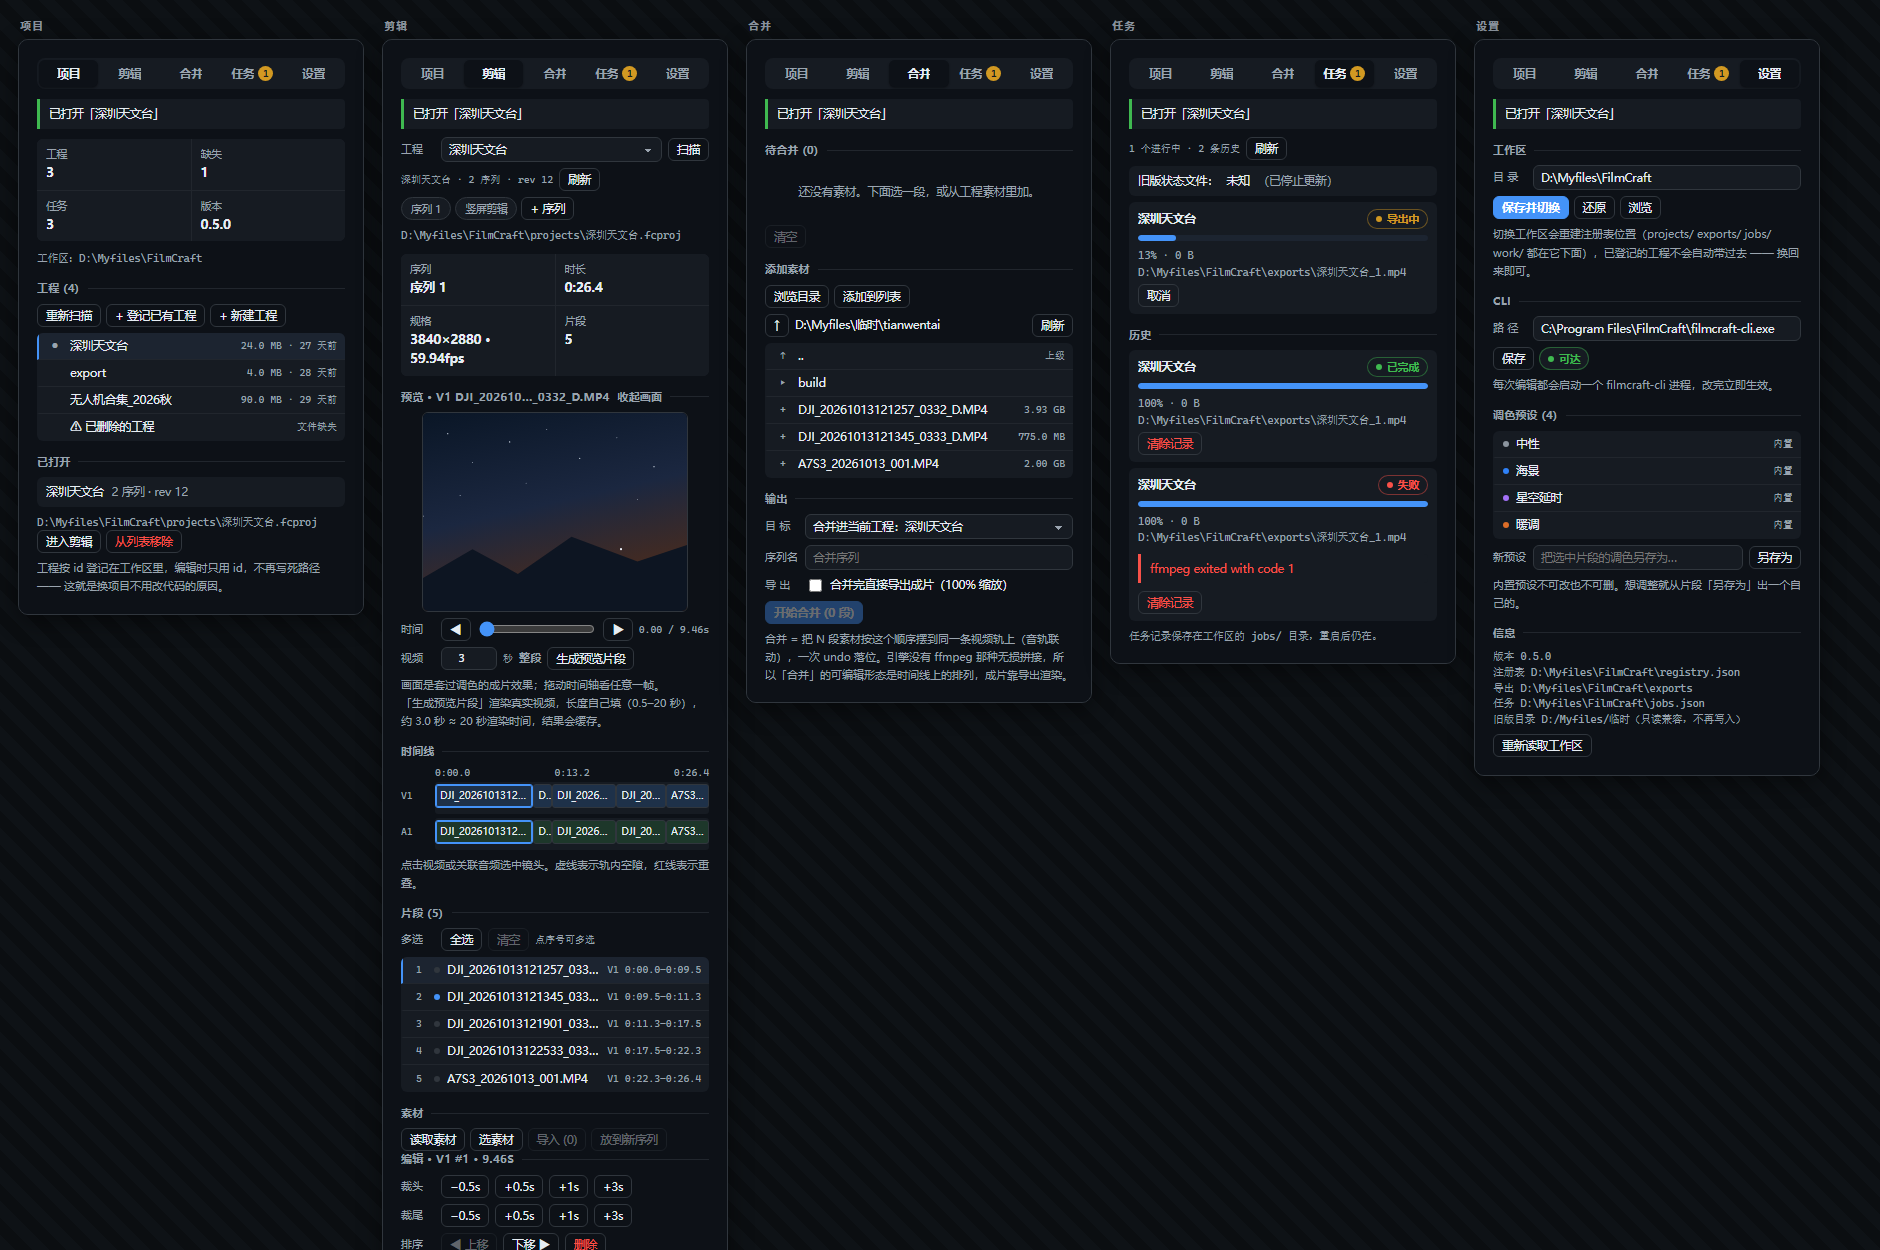 项目
项目 剪辑 合并 任务 1 设置
已打开「深圳天文台」
工程 缺失
3 1
任务 版本
3 0.5.0
工作区: D:\Myfiles\FilmCraft
工程 (4)
重新扫描 + 登记已有工程 + 新建工程
深圳天文台 24.0 MB · 27 天前
export 4.0 MB · 28 天前
无人机合集_2026秋 90.0 MB · 29 天前
⚠ 已删除的工程 文件缺失
已打开
深圳天文台 2 序列 · rev 12
D:\Myfiles\FilmCraft\projects\深圳天文台.fcproj
进入剪辑 从列表移除
工程按 id 登记在工作区里，编辑时只用 id，不再写死路径
—— 这就是换项目不用改代码的原因。
剪辑
项目 剪辑 合并 任务 1 设置
已打开「深圳天文台」
工程 深圳天文台 扫描
深圳天文台 · 2 序列 · rev 12 刷新
序列 1 竖屏剪辑 + 序列
D:\Myfiles\FilmCraft\projects\深圳天文台.fcproj
序列 时长
序列 1 0:26.4
规格 片段
3840×2880 • 5
59.94fps
预览 • V1 DJI_202610..._0332_D.MP4 收起画面
时间 ◀ ▶ 0.00 / 9.46s
视频 3 秒 整段 生成预览片段
画面是套过调色的成片效果；拖动时间轴看任意一帧。
「生成预览片段」渲染真实视频，长度自己填（0.5–20 秒），
约 3.0 秒 ≈ 20 秒渲染时间，结果会缓存。
时间线
0:00.0 0:13.2 0:26.4
V1 DJI_2026101312... D.. DJI_2026... DJI_20... A7S3...
A1 DJI_2026101312... D.. DJI_2026... DJI_20... A7S3...
点击视频或关联音频选中镜头。虚线表示轨内空隙，红线表示重
叠。
片段 (5)
多选 全选 清空 点序号可多选
1 DJI_20261013121257_033... V1 0:00.0–0:09.5
2 DJI_20261013121345_033... V1 0:09.5–0:11.3
3 DJI_20261013121901_033... V1 0:11.3–0:17.5
4 DJI_20261013122533_033... V1 0:17.5–0:22.3
5 A7S3_20261013_001.MP4 V1 0:22.3–0:26.4
素材
读取素材 选素材 导入 (0) 放到新序列
编辑 • V1 #1 • 9.46S
裁头 −0.5s +0.5s +1s +3s
裁尾 −0.5s +0.5s +1s +3s
排序 ◀ 上移 下移 ▶ 删除
合并
项目 剪辑 合并 任务 1 设置
已打开「深圳天文台」
待合并 (0)
还没有素材。下面选一段，或从工程素材里加。
清空
添加素材
浏览目录 添加到列表
↑ D:\Myfiles\临时\tianwentai 刷新
↑ .. 上级
▸ build
+ DJI_20261013121257_0332_D.MP4 3.93 GB
+ DJI_20261013121345_0333_D.MP4 775.0 MB
+ A7S3_20261013_001.MP4 2.00 GB
输出
目标 合并进当前工程：深圳天文台
序列名 合并序列
导出 合并完直接导出成片（100% 缩放）
开始合并 (0 段)
合并 = 把 N 段素材按这个顺序摆到同一条视频轨上（音轨联
动），一次 undo 落位。引擎没有 ffmpeg 那种无损拼接，所
以「合并」的可编辑形态是时间线上的排列，成片靠导出渲染。
任务
项目 剪辑 合并 任务 1 设置
已打开「深圳天文台」
1 个进行中 · 2 条历史 刷新
旧版状态文件： 未知 （已停止更新）
深圳天文台 导出中
13% · 0 B
D:\Myfiles\FilmCraft\exports\深圳天文台_1.mp4
取消
历史
深圳天文台 已完成
100% · 0 B
D:\Myfiles\FilmCraft\exports\深圳天文台_1.mp4
清除记录
深圳天文台 失败
100% · 0 B
D:\Myfiles\FilmCraft\exports\深圳天文台_1.mp4
ffmpeg exited with code 1
清除记录
任务记录保存在工作区的 jobs/ 目录，重启后仍在。
设置
项目 剪辑 合并 任务 1 设置
已打开「深圳天文台」
工作区
目录 D:\Myfiles\FilmCraft
保存并切换 还原 浏览
切换工作区会重建注册表位置（projects/ exports/ jobs/
work/ 都在它下面），已登记的工程不会自动带过去 —— 换回
来即可。
CLI
路径 C:\Program Files\FilmCraft\filmcraft-cli.exe
保存 可达
每次编辑都会启动一个 filmcraft-cli 进程，改完立即生效。
调色预设 (4)
中性 内置
海景 内置
星空延时 内置
暖调 内置
新预设 把选中片段的调色另存为... 另存为
内置预设不可改也不可删。想调整就从片段「另存为」出一个自
己的。
信息
版本 0.5.0
注册表 D:\Myfiles\FilmCraft\registry.json
导出 D:\Myfiles\FilmCraft\exports
任务 D:\Myfiles\FilmCraft\jobs.json
旧版目录 D:/Myfiles/临时（只读兼容，不再写入）
重新读取工作区